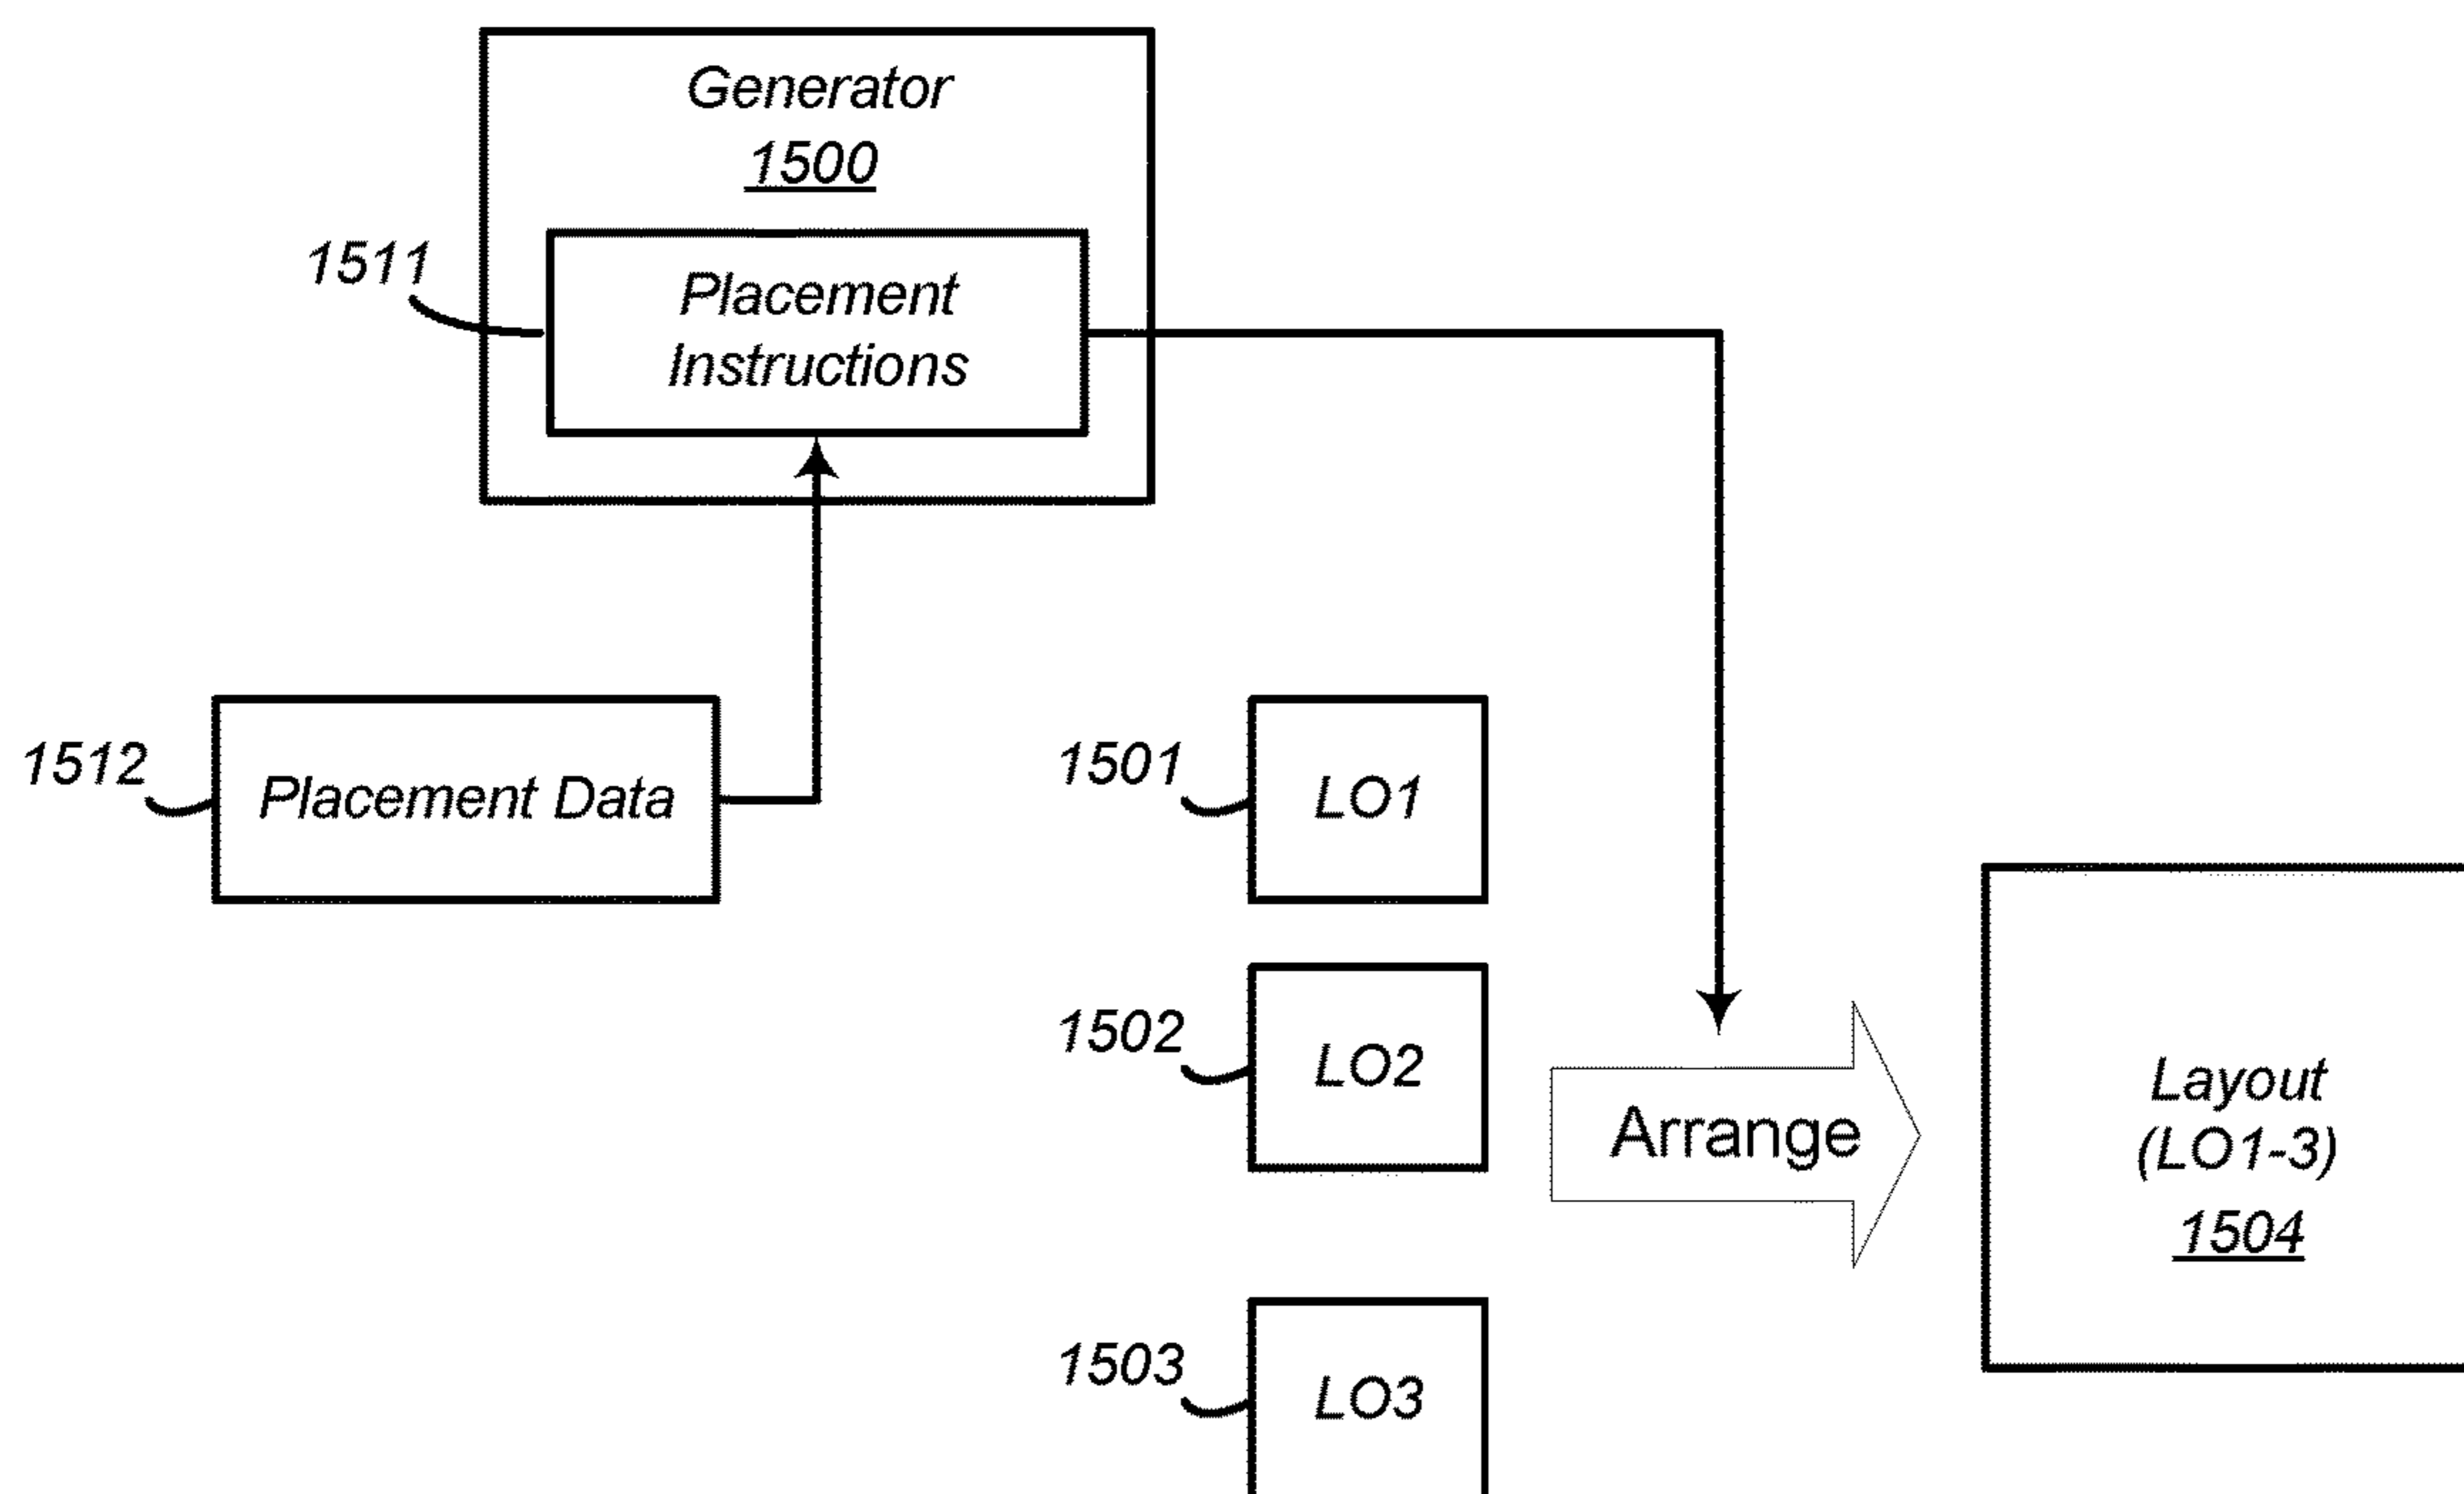 Generator
1500
1511
Placement
Instructions
1512
Placement Data
1501
LO1
1502
LO2
Arrange
Layout
(LO1-3)
1504
1503
LO3